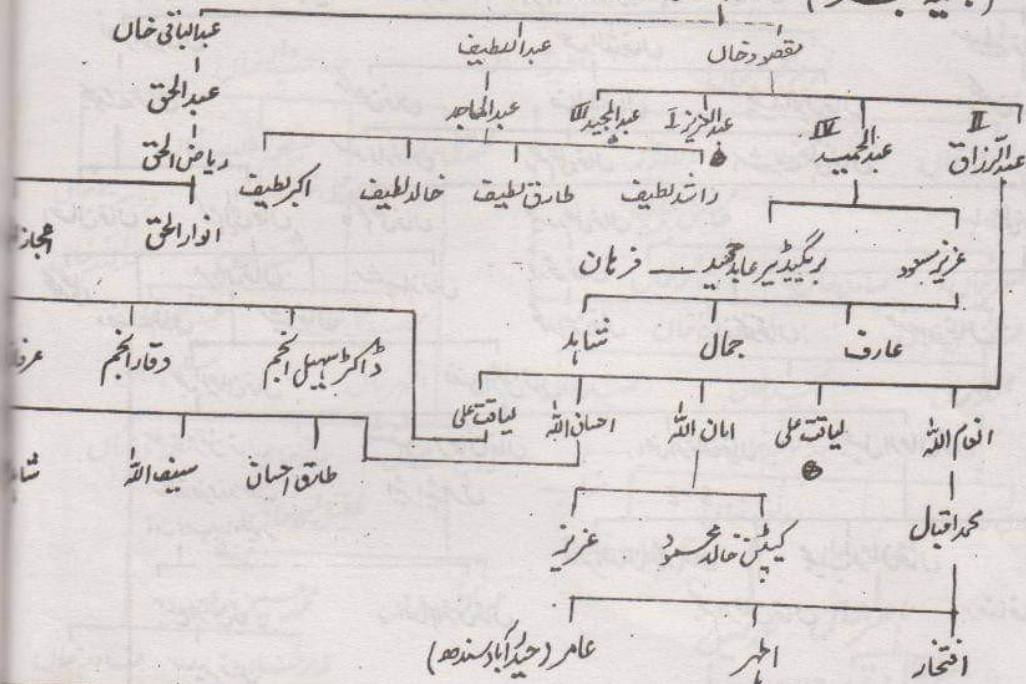 عبدالباقی خاں
عبداللطیف
مقصود خاں
عبدالحق
عبدالماجد
عبدالمجید III
عبدالعزیز I
عبدالحمید IV
عبدالرزاق II
ریاض الحق
اکبر لطیف
خالد لطیف
طارق لطیف
راشد لطیف
انوار الحق
عزیز مسعود
بریگیڈیر عابد مجید — فرمان
عارف
جمال
شاہد
ڈاکٹر سہیل انجم
وقار انجم
انعام اللہ
لیاقت علی
امان اللہ
احسان اللہ
لیاقت علی
طارق احسان
سیف اللہ
محمد اقبال
کیپٹن خالد محمود
عزیز
افتخار
اطہر
عامر (حیدرآباد سندھ)